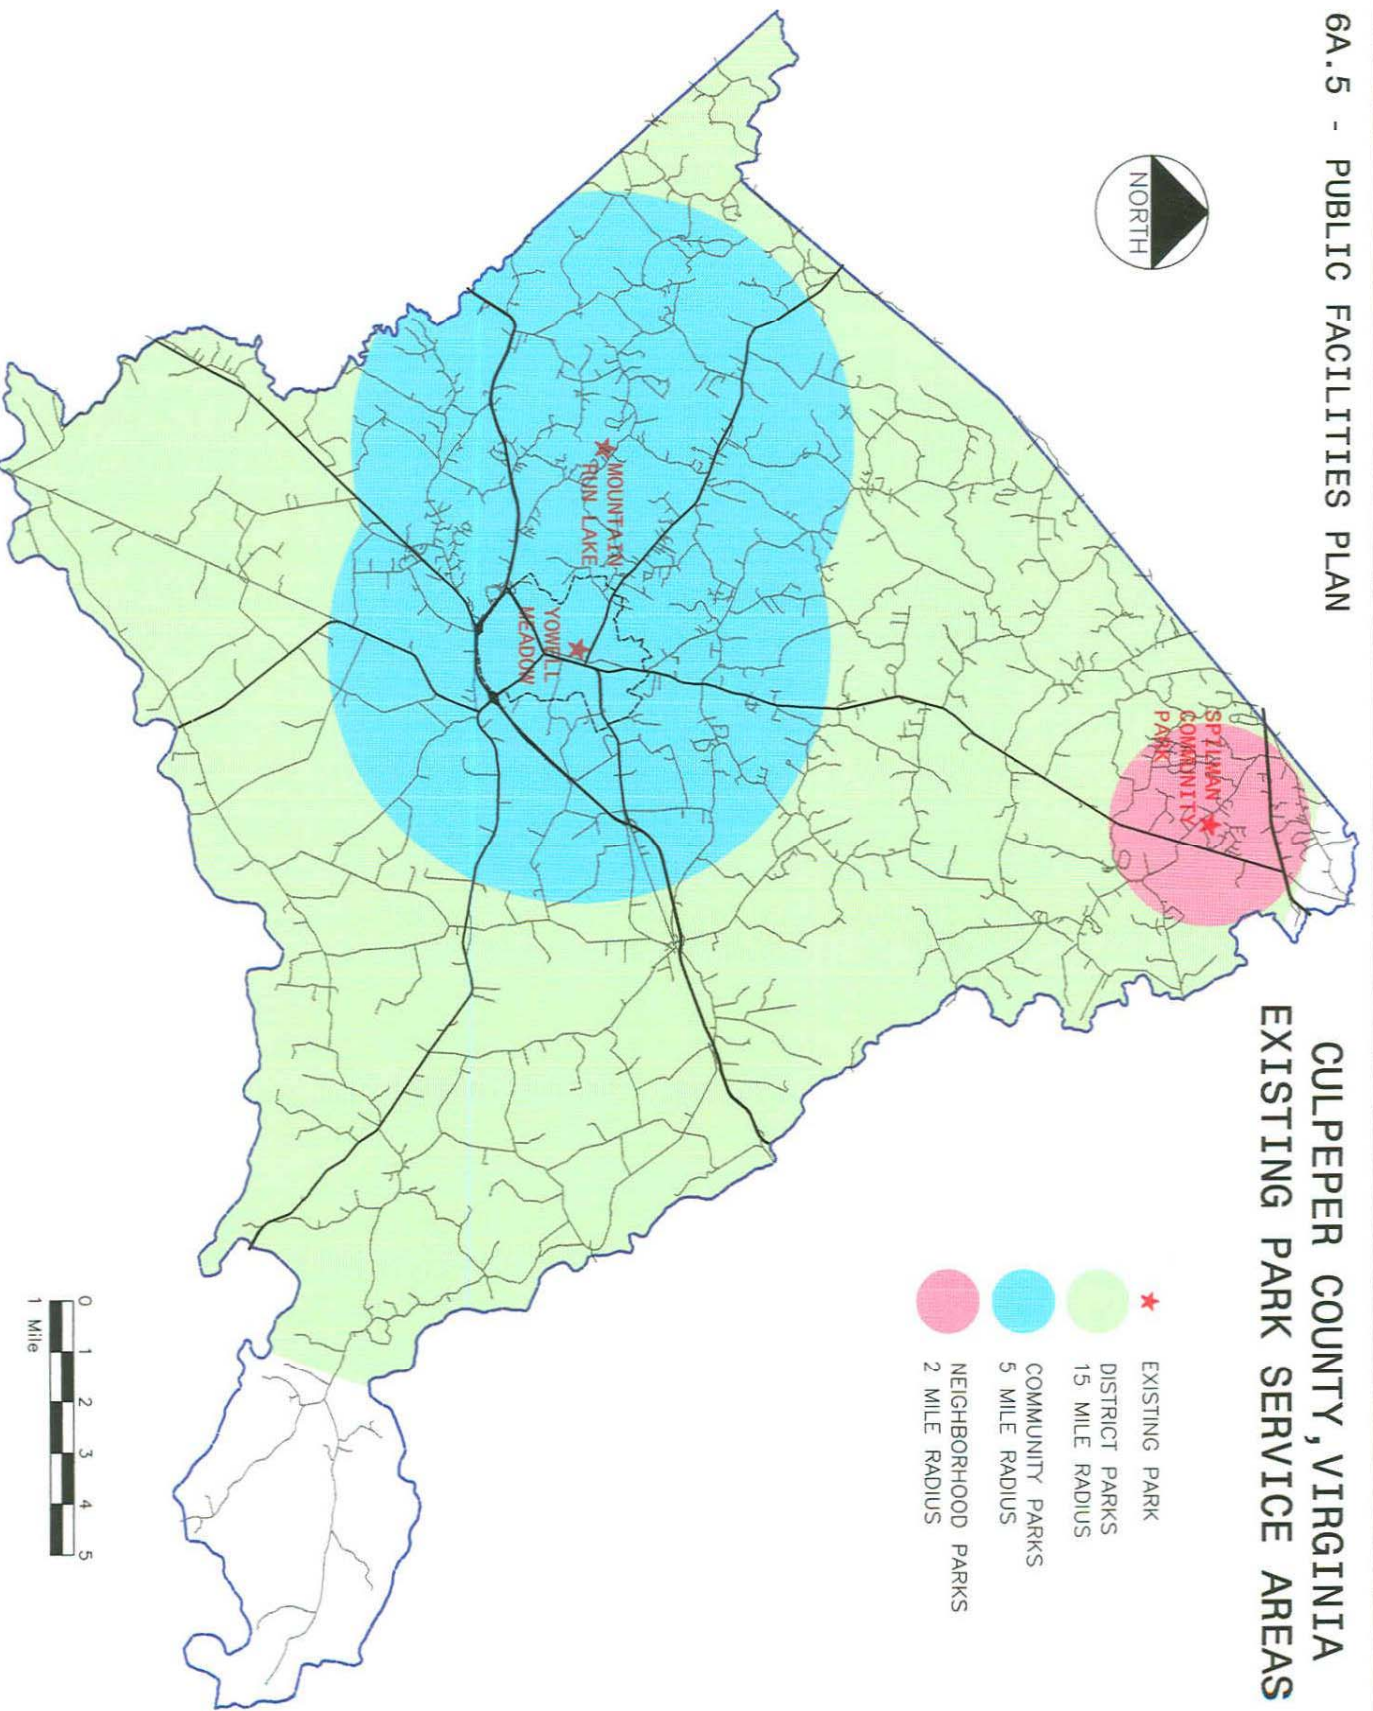 6A.5 - PUBLIC FACILITIES PLAN
CULPEPER COUNTY, VIRGINIA
EXISTING PARK SERVICE AREAS
NORTH
SPILMAN
COMMUNITY
PARK
MOUNTAIN
RUN LAKE
YOWELL
MEADOW
EXISTING PARK
DISTRICT PARKS
15 MILE RADIUS
COMMUNITY PARKS
5 MILE RADIUS
NEIGHBORHOOD PARKS
2 MILE RADIUS
0 1 2 3 4 5
1 Mile